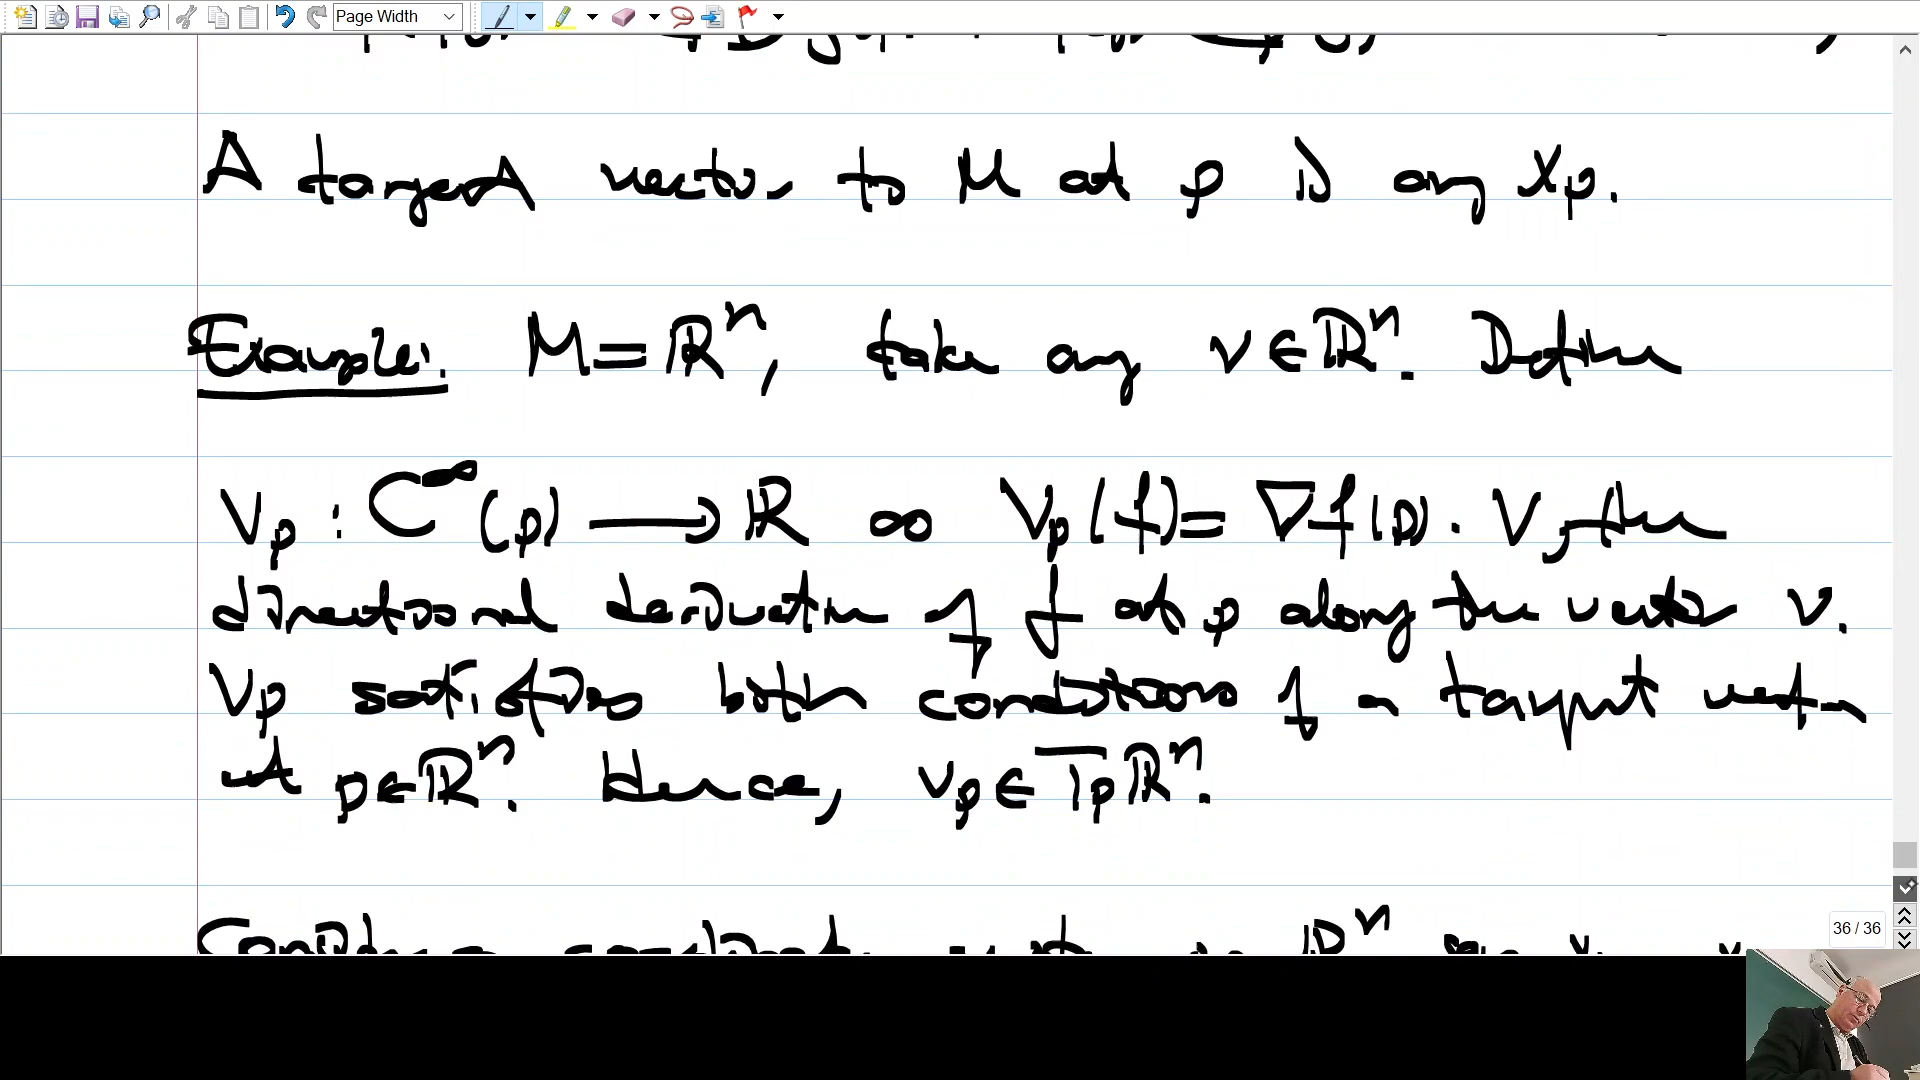 Page Width
A tangent vector to M at p is any Xp.
Example: M=ℝⁿ, take any v∈ℝⁿ. Define
Vp : C^∞(p) → ℝ as Vp(f)= ∇f(p) · V, the
directional derivative of f at p along the vector v.
Vp satisfies both conditions of a tangent vector
at p∈ℝⁿ. Hence, vp∈Tpℝⁿ.
ℝⁿ
36 / 36